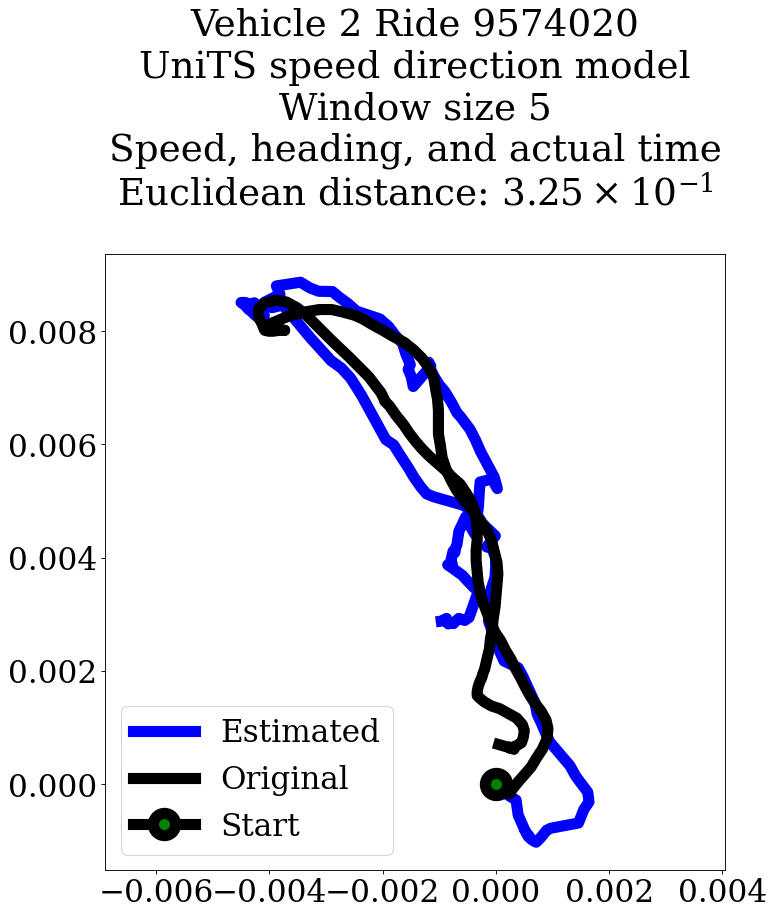 Vehicle 2 Ride 9574020
UniTS speed direction model
Window size 5
Speed, heading, and actual time
Euclidean distance: 3.25 × 10⁻¹
0.008
0.006
0.004
0.002
0.000
Estimated
Original
Start
−0.006 −0.004 −0.002 0.000 0.002 0.004